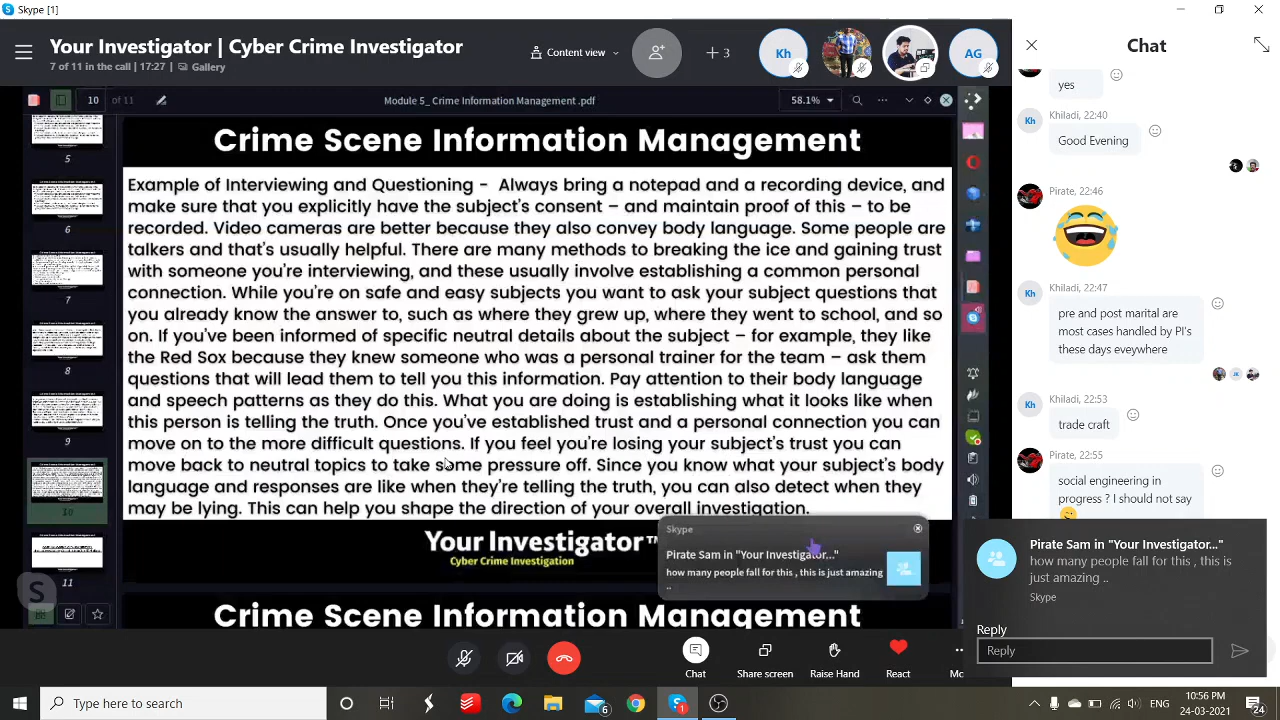 Skype [1]
Your Investigator | Cyber Crime Investigator
7 of 11 in the call | 17:27 | Gallery
Content view
+ 3
Kh
AG
10 of 11
Module 5_ Crime Information Management .pdf
58.1%
5
6
7
8
9
10
11
Crime Scene Information Management
Example of Interviewing and Questioning - Always bring a notepad and a recording device, and
make sure that you explicitly have the subject's consent – and maintain proof of this – to be
recorded. Video cameras are better because they also convey body language. Some people are
talkers and that's usually helpful. There are many methods to breaking the ice and gaining trust
with someone you're interviewing, and these usually involve establishing a common personal
connection. While you're on safe and easy subjects you want to ask your subject questions that
you already know the answer to, such as where they grew up, where they went to school, and so
on. If you've been informed of specific neutral details about the subject – for example, they like
the Red Sox because they knew someone who was a personal trainer for the team – ask them
questions that will lead them to tell you this information. Pay attention to their body language
and speech patterns as they do this. What you are doing is establishing what it looks like when
this person is telling the truth. Once you've established trust and a personal connection you can
move on to the more difficult questions. If you feel you're losing your subject's trust you can
move back to neutral topics to take some pressure off. Since you know what your subject's body
language and responses are like when they're telling the truth, you can also detect when they
may be lying. This can help you shape the direction of your overall investigation.
Your Investigator™
Cyber Crime Investigation
Skype
Pirate Sam in "Your Investigator..."
how many people fall for this , this is just amazing
..
Crime Scene Information Management
Chat
Share screen
Raise Hand
React
Mo
Chat
yes
Kh
Khiladi, 22:40
Good Evening
Pirate, 22:46
Kh
Khiladi, 22:47
pre and post marital are
most cases handled by PI's
these days eveywhere
JK
Kh
Khiladi, 22:53
trade craft
Pirate, 22:55
social engineering in
progress ? I should not say
Pirate Sam in "Your Investigator..."
how many people fall for this , this is
just amazing ..
Skype
Reply
Reply
Type here to search
6
1
ENG
10:56 PM
24-03-2021
24